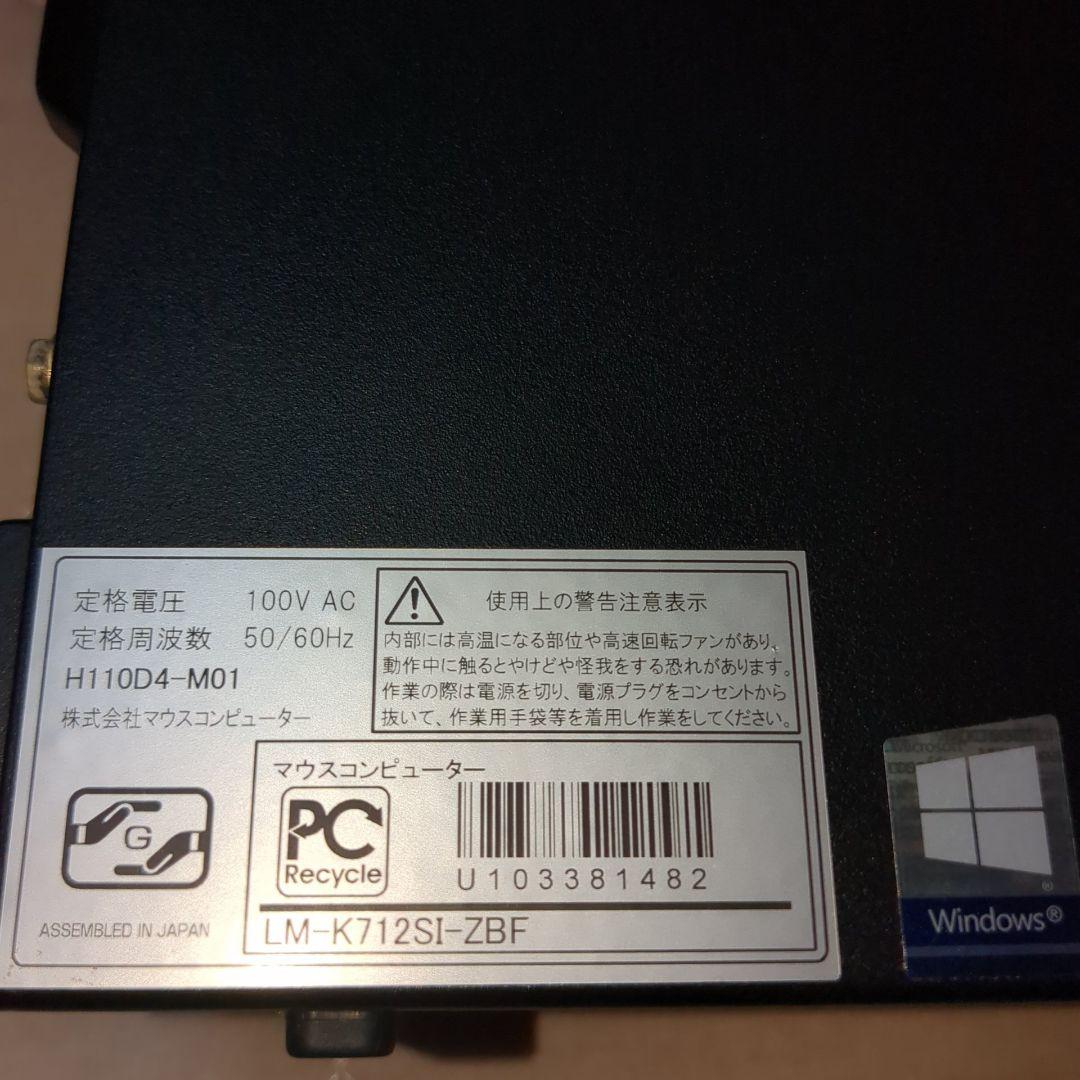 定格電圧 100V AC
定格周波数 50/60Hz
H110D4-M01
株式会社マウスコンピューター
使用上の警告注意表示
内部には高温になる部位や高速回転ファンがあり、
動作中に触るとやけどや怪我をする恐れがあります。
作業の際は電源を切り、電源プラグをコンセントから
抜いて、作業用手袋等を着用し作業をしてください。
G
ASSEMBLED IN JAPAN
マウスコンピューター
PC
Recycle
U103381482
LM-K712SI-ZBF
Microsoft
Windows®